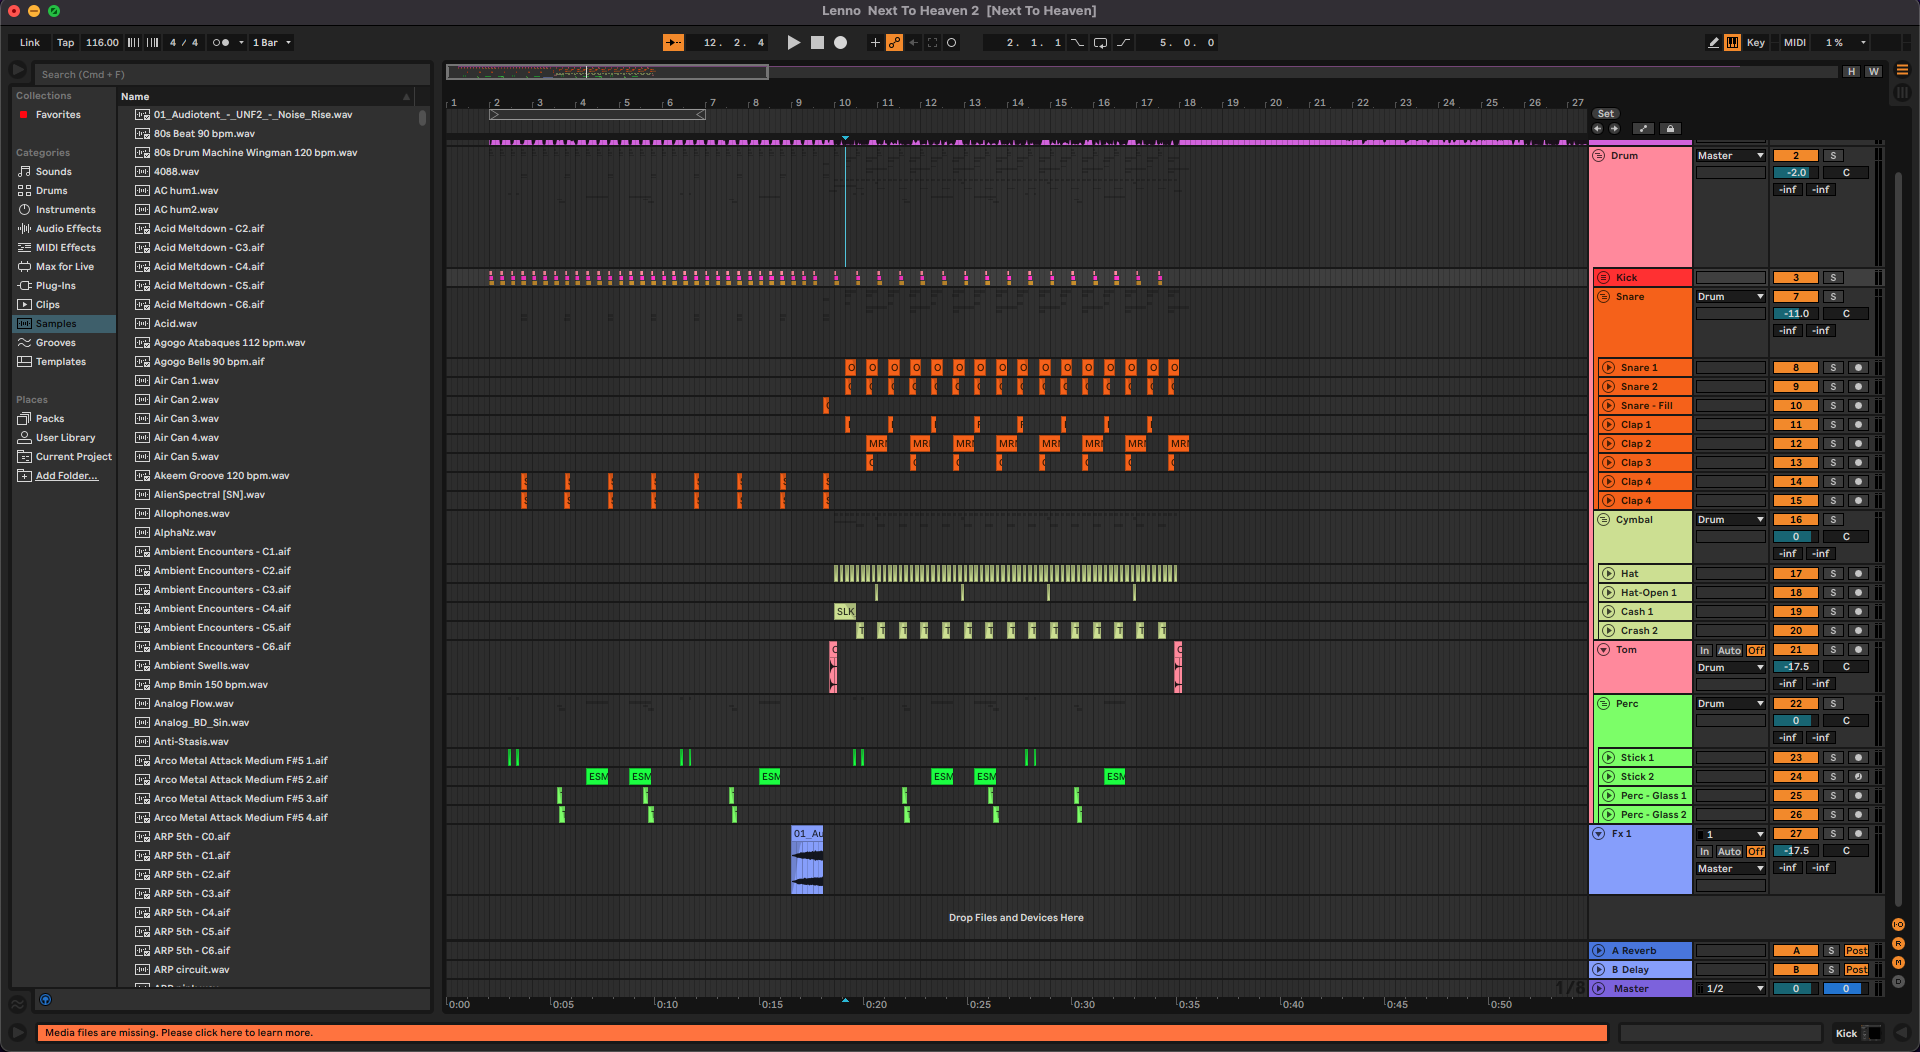 Lenno  Next To Heaven 2  [Next To Heaven]
Link Tap 116.00 4 / 4 1 Bar 12. 2. 4 2. 1. 1 5. 0. 0 Key MIDI 1 %
Search (Cmd + F)
H W
Collections
Favorites
Categories
Sounds
Drums
Instruments
Audio Effects
MIDI Effects
Max for Live
Plug-Ins
Clips
Samples
Grooves
Templates
Places
Packs
User Library
Current Project
Add Folder...
Name
01_Audiotent_-_UNF2_-_Noise_Rise.wav
80s Beat 90 bpm.wav
80s Drum Machine Wingman 120 bpm.wav
4088.wav
AC hum1.wav
AC hum2.wav
Acid Meltdown - C2.aif
Acid Meltdown - C3.aif
Acid Meltdown - C4.aif
Acid Meltdown - C5.aif
Acid Meltdown - C6.aif
Acid.wav
Agogo Atabaques 112 bpm.wav
Agogo Bells 90 bpm.aif
Air Can 1.wav
Air Can 2.wav
Air Can 3.wav
Air Can 4.wav
Air Can 5.wav
Akeem Groove 120 bpm.wav
AlienSpectral [SN].wav
Allophones.wav
AlphaNz.wav
Ambient Encounters - C1.aif
Ambient Encounters - C2.aif
Ambient Encounters - C3.aif
Ambient Encounters - C4.aif
Ambient Encounters - C5.aif
Ambient Encounters - C6.aif
Ambient Swells.wav
Amp Bmin 150 bpm.wav
Analog Flow.wav
Analog_BD_Sin.wav
Anti-Stasis.wav
Arco Metal Attack Medium F#5 1.aif
Arco Metal Attack Medium F#5 2.aif
Arco Metal Attack Medium F#5 3.aif
Arco Metal Attack Medium F#5 4.aif
ARP 5th - C0.aif
ARP 5th - C1.aif
ARP 5th - C2.aif
ARP 5th - C3.aif
ARP 5th - C4.aif
ARP 5th - C5.aif
ARP 5th - C6.aif
ARP circuit.wav
1 2 3 4 5 6 7 8 9 10 11 12 13 14 15 16 17 18 19 20 21 22 23 24 25 26 27
Set
Drum Master 2 S
-2.0 C
-inf -inf
Kick 3 S
Snare Drum 7 S
-11.0 C
-inf -inf
O O O O O O O O O O O O O O O O Snare 1 8 S
Snare 2 9 S
Snare - Fill 10 S
Clap 1 11 S
MRI MRI MRI MRI MRI MRI MRI MRI Clap 2 12 S
Clap 3 13 S
Clap 4 14 S
Clap 4 15 S
Cymbal Drum 16 S
0 C
-inf -inf
Hat 17 S
Hat-Open 1 18 S
SLK Cash 1 19 S
T T T T T T T T T T T T T T T Crash 2 20 S
Tom In Auto Off 21 S
Drum -17.5 C
-inf -inf
Perc Drum 22 S
0 C
-inf -inf
Stick 1 23 S
ESM ESM ESM ESM ESM ESM Stick 2 24 S
Perc - Glass 1 25 S
Perc - Glass 2 26 S
01_Au Fx 1 1 27 S
In Auto Off -17.5 C
Master -inf -inf
Drop Files and Devices Here
A Reverb A S Post
B Delay B S Post
1/8 Master 1/2 0 0
0:00 0:05 0:10 0:15 0:20 0:25 0:30 0:35 0:40 0:45 0:50
Media files are missing. Please click here to learn more.
Kick